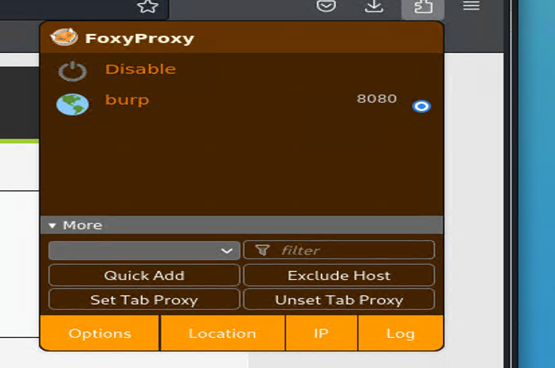 FoxyProxy
Disable
burp 8080
More
filter
Quick Add Exclude Host
Set Tab Proxy Unset Tab Proxy
Options Location IP Log